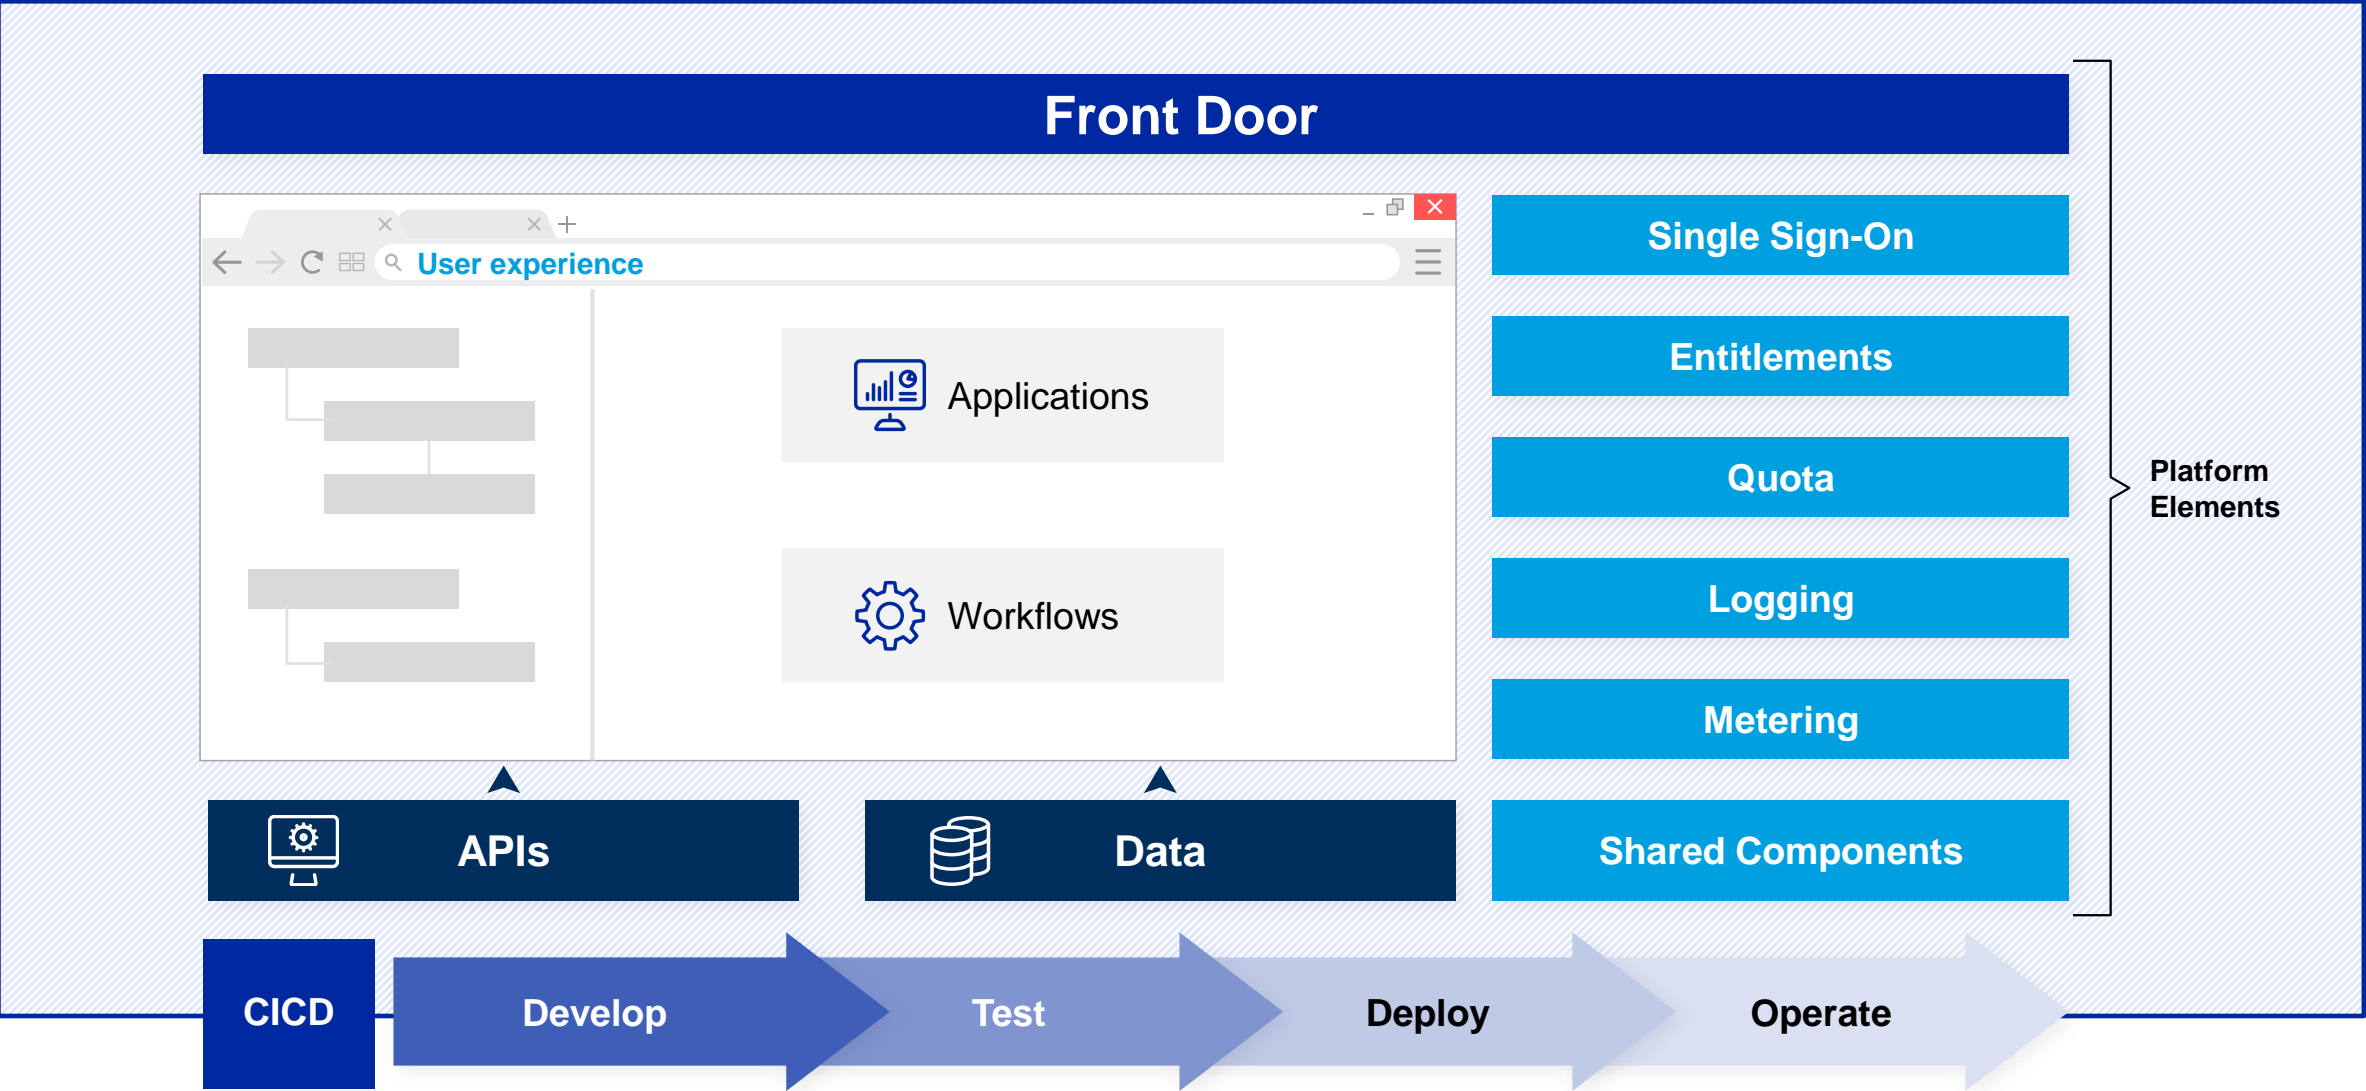 Front Door
User experience
Applications
Workflows
APIs
Data
Single Sign-On
Entitlements
Quota
Logging
Metering
Shared Components
Platform
Elements
CICD
Develop
Test
Deploy
Operate